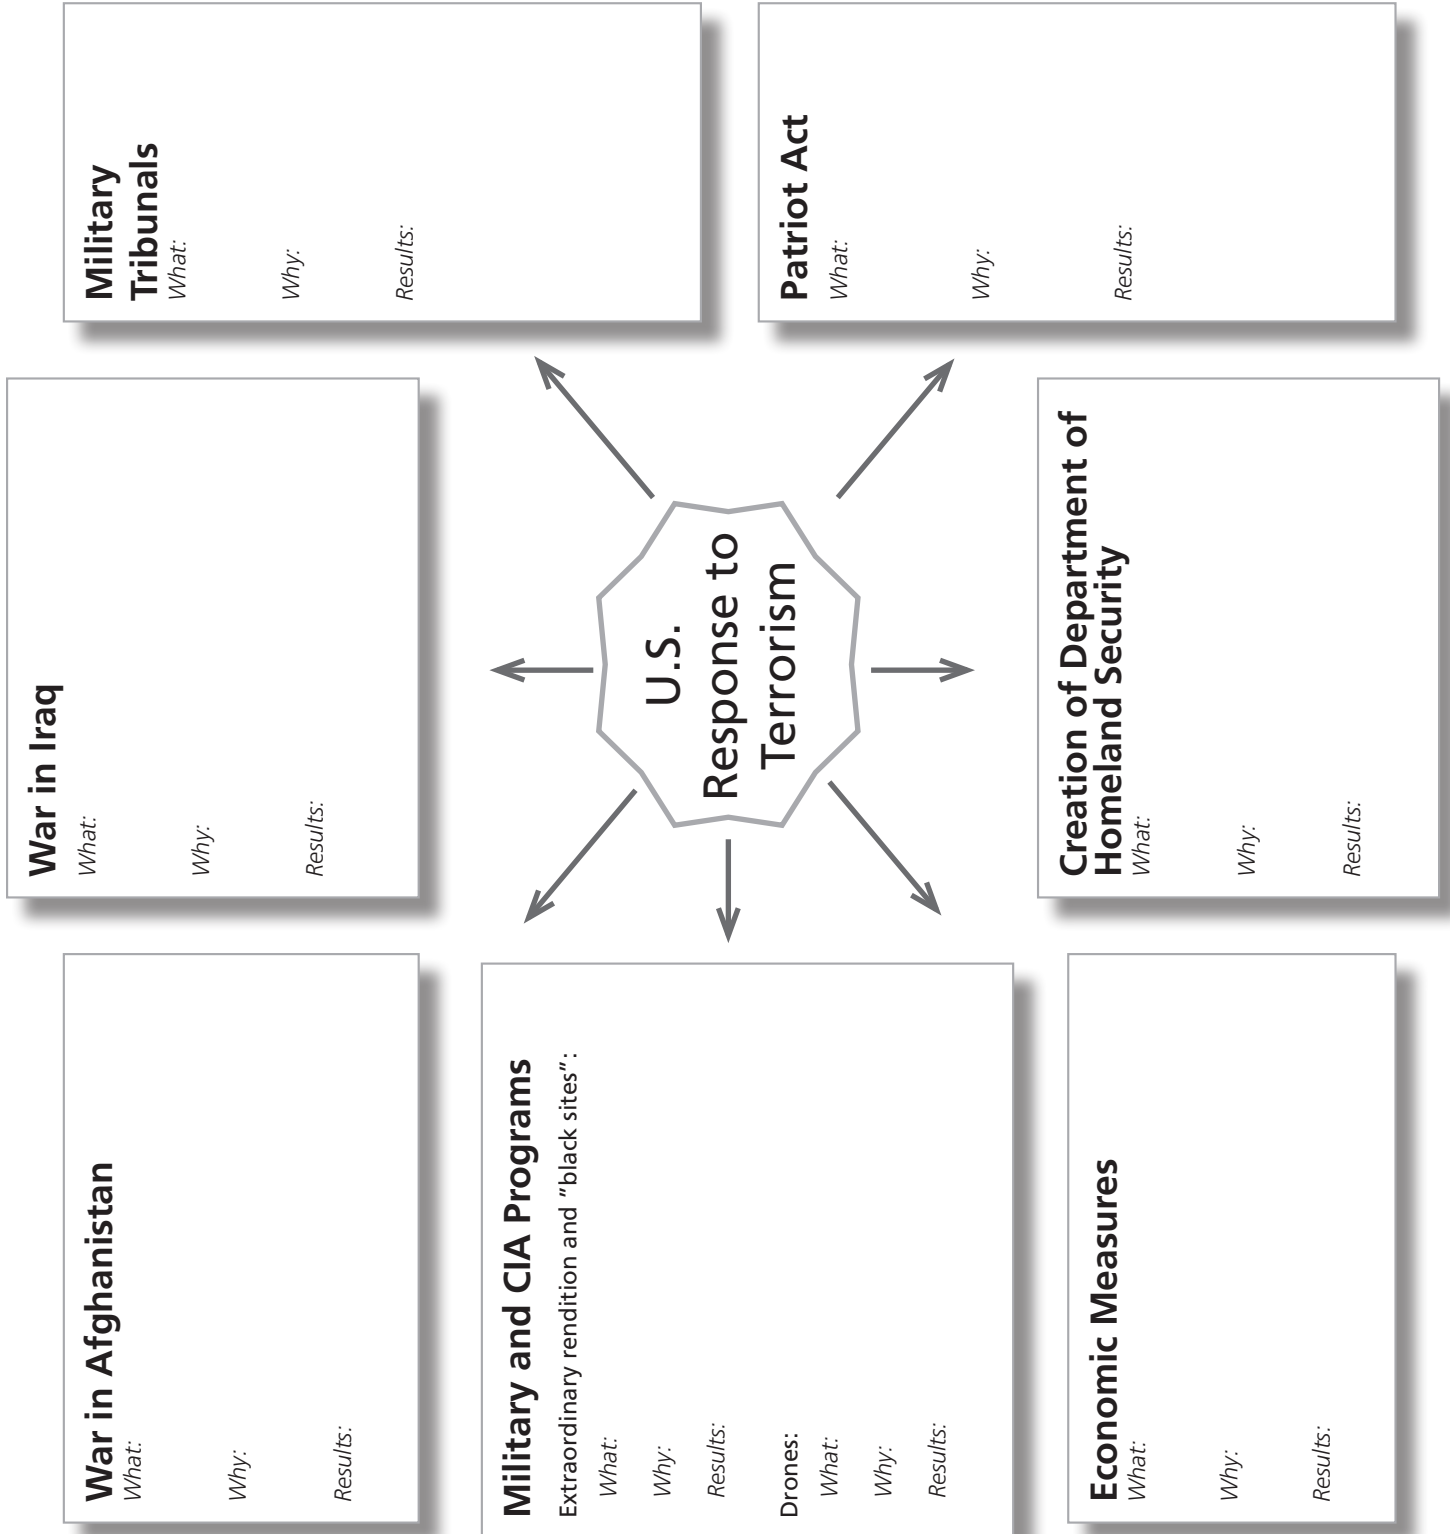 War in Afghanistan
What:
Why:
Results:
War in Iraq
What:
Why:
Results:
Military
Tribunals
What:
Why:
Results:
Military and CIA Programs
Extraordinary rendition and "black sites":
What:
Why:
Results:
Drones:
What:
Why:
Results:
U.S.
Response to
Terrorism
Patriot Act
What:
Why:
Results:
Economic Measures
What:
Why:
Results:
Creation of Department of
Homeland Security
What:
Why:
Results: